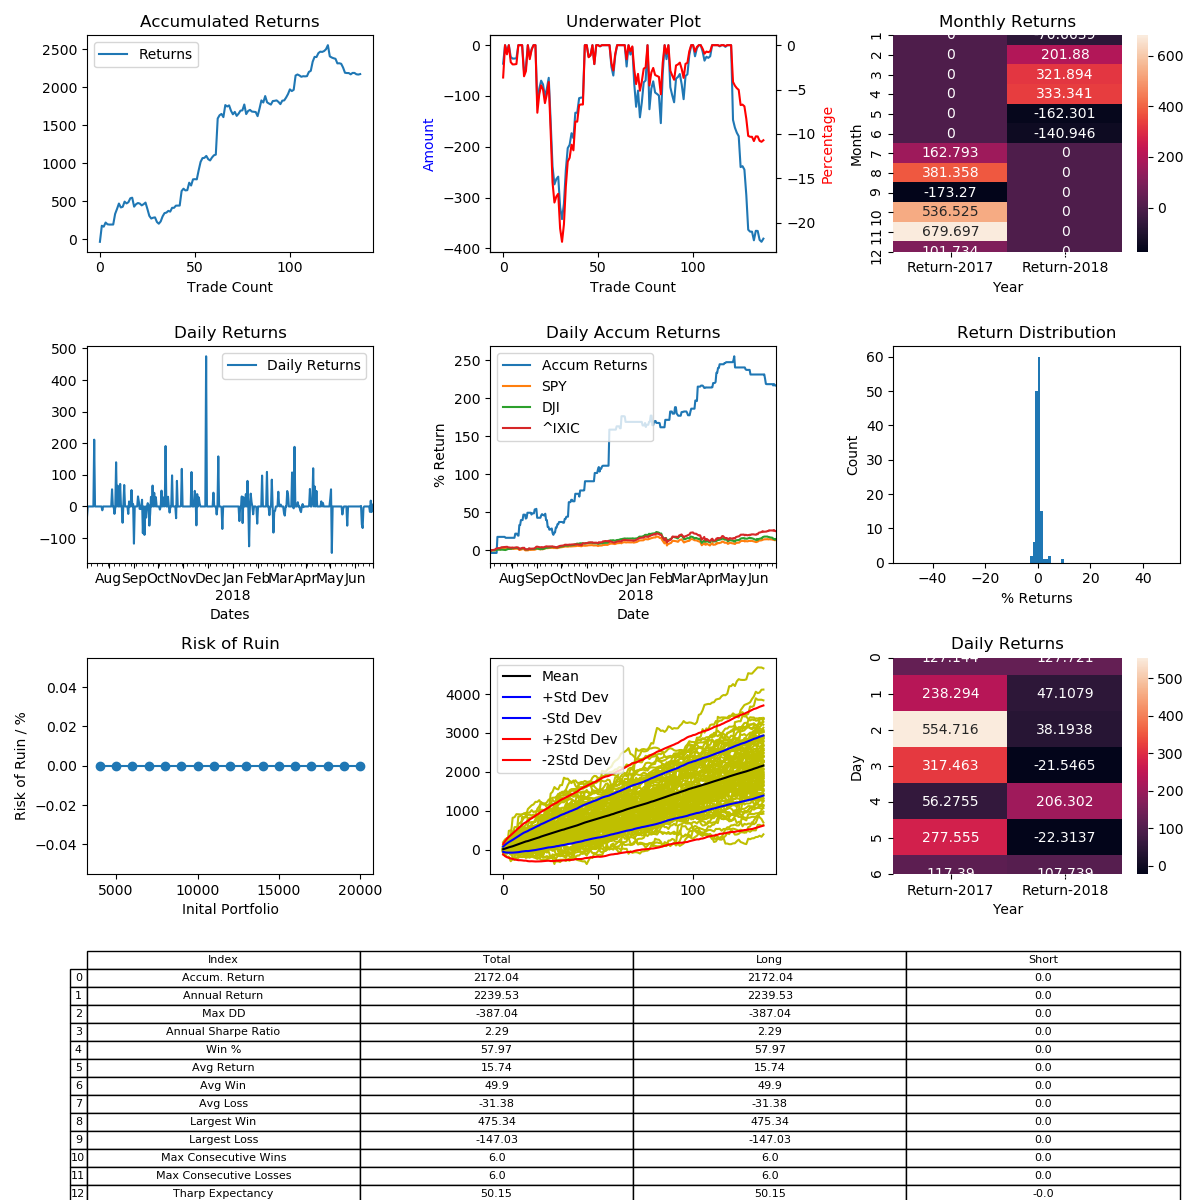 Accumulated Returns
Returns
2500
2000
1500
1000
500
0
0 50 100
Trade Count
Underwater Plot
0
−100
−200
−300
−400
0
−5
−10
−15
−20
Amount
Percentage
0 50 100
Trade Count
Monthly Returns
1 0
2 0 201.88
3 0 321.894
4 0 333.341
5 0 -162.301
6 0 -140.946
7 162.793 0
8 381.358 0
9 -173.27 0
10 536.525 0
11 679.697 0
12 101.734 0
Month
Return-2017 Return-2018
Year
600
400
200
0
Daily Returns
Daily Returns
500
400
300
200
100
0
−100
Aug Sep Oct Nov Dec Jan Feb Mar Apr May Jun
2018
Dates
Daily Accum Returns
Accum Returns
SPY
DJI
^IXIC
250
200
150
100
50
0
% Return
Aug Sep Oct Nov Dec Jan Feb Mar Apr May Jun
2018
Date
Return Distribution
60
50
40
30
20
10
0
Count
−40 −20 0 20 40
% Returns
Risk of Ruin
0.04
0.02
0.00
−0.02
−0.04
Risk of Ruin / %
5000 10000 15000 20000
Inital Portfolio
Mean
+Std Dev
-Std Dev
+2Std Dev
-2Std Dev
4000
3000
2000
1000
0
0 50 100
Daily Returns
0 127.144 127.721
1 238.294 47.1079
2 554.716 38.1938
3 317.463 -21.5465
4 56.2755 206.302
5 277.555 -22.3137
6 117.39 107.739
Day
Return-2017 Return-2018
Year
500
400
300
200
100
0
Index Total Long Short
0 Accum. Return 2172.04 2172.04 0.0
1 Annual Return 2239.53 2239.53 0.0
2 Max DD -387.04 -387.04 0.0
3 Annual Sharpe Ratio 2.29 2.29 0.0
4 Win % 57.97 57.97 0.0
5 Avg Return 15.74 15.74 0.0
6 Avg Win 49.9 49.9 0.0
7 Avg Loss -31.38 -31.38 0.0
8 Largest Win 475.34 475.34 0.0
9 Largest Loss -147.03 -147.03 0.0
10 Max Consecutive Wins 6.0 6.0 0.0
11 Max Consecutive Losses 6.0 6.0 0.0
12 Tharp Expectancy 50.15 50.15 -0.0